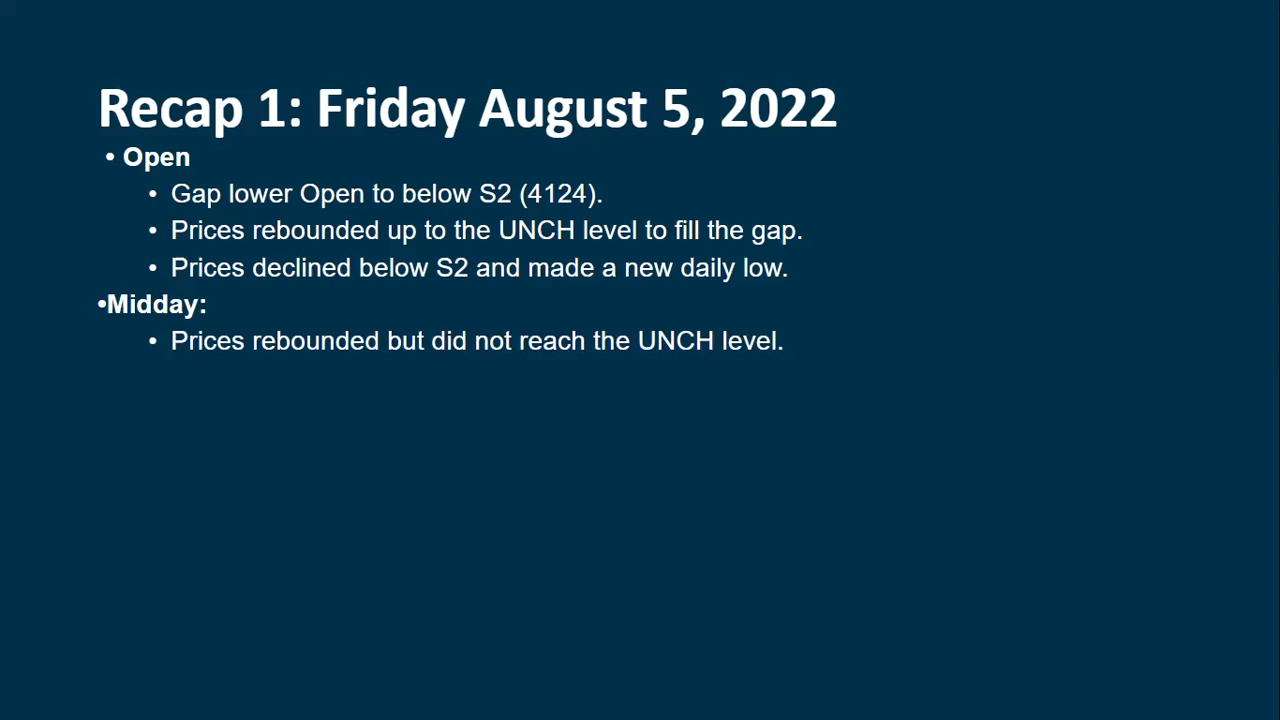 Recap 1: Friday August 5, 2022
• Open
• Gap lower Open to below S2 (4124).
• Prices rebounded up to the UNCH level to fill the gap.
• Prices declined below S2 and made a new daily low.
•Midday:
• Prices rebounded but did not reach the UNCH level.